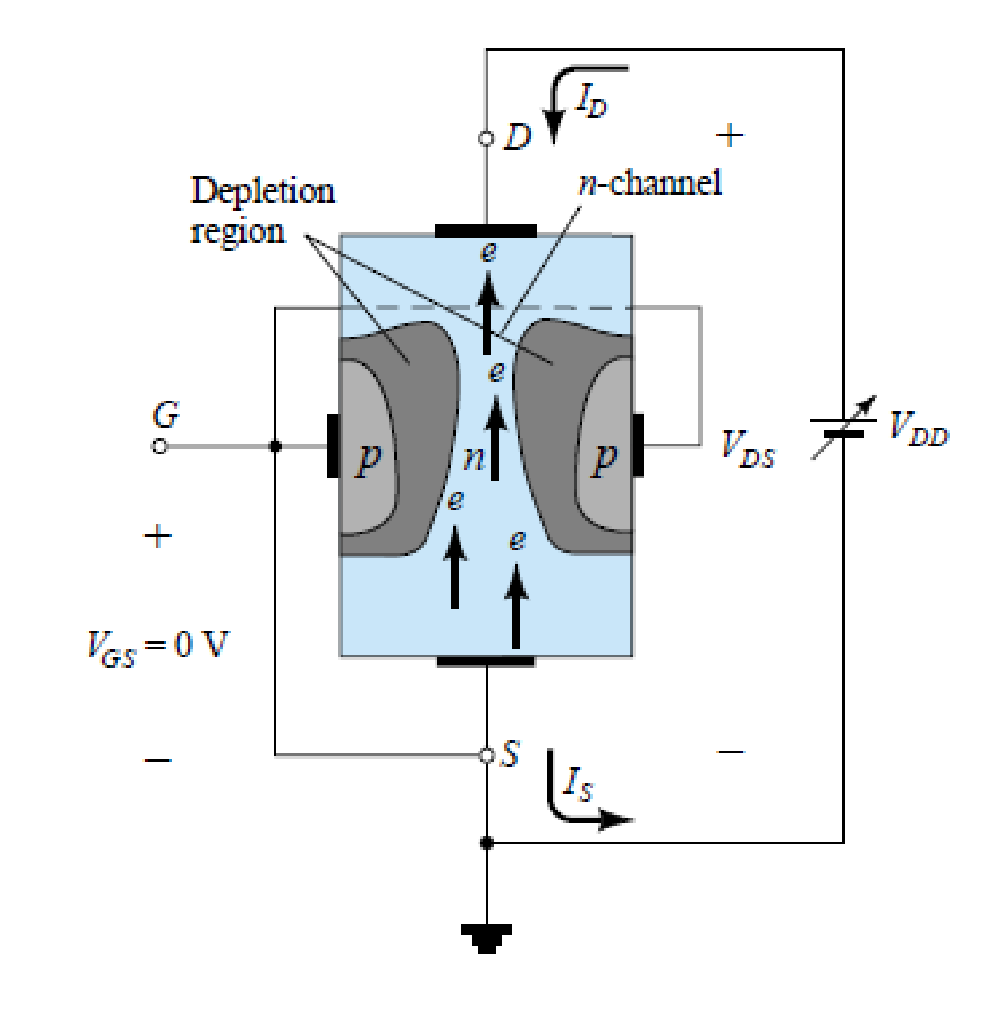 I_D
D
+
Depletion
region
n-channel
e
e
G
p
n
p
V_DS
V_DD
e
e
+
V_GS = 0 V
–
S
–
I_S